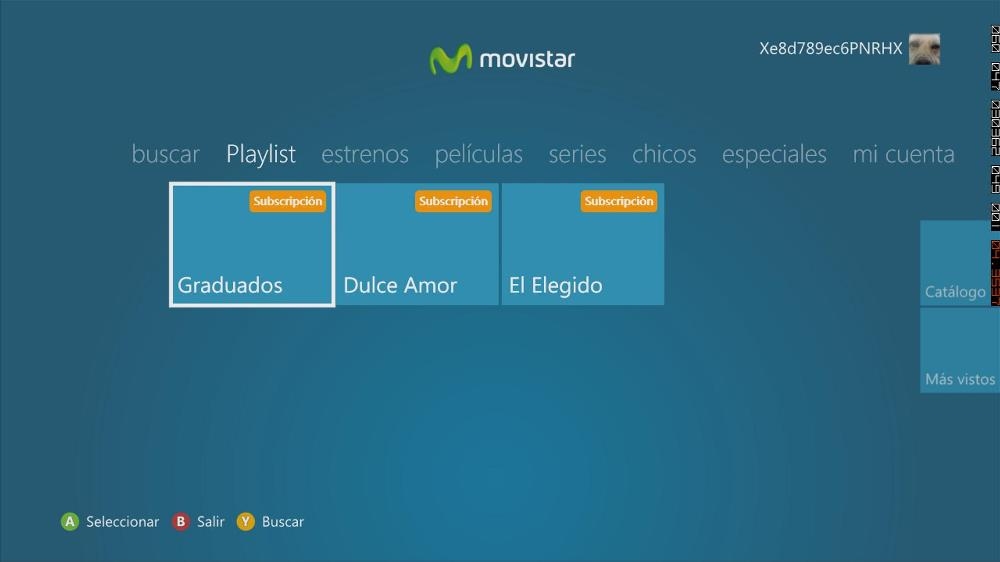 movistar
Xe8d789ec6PNRHX
buscar Playlist estrenos películas series chicos especiales mi cuenta
Subscripción Subscripción Subscripción
Graduados Dulce Amor El Elegido
Catálogo
Más vistos
A Seleccionar B Salir Y Buscar